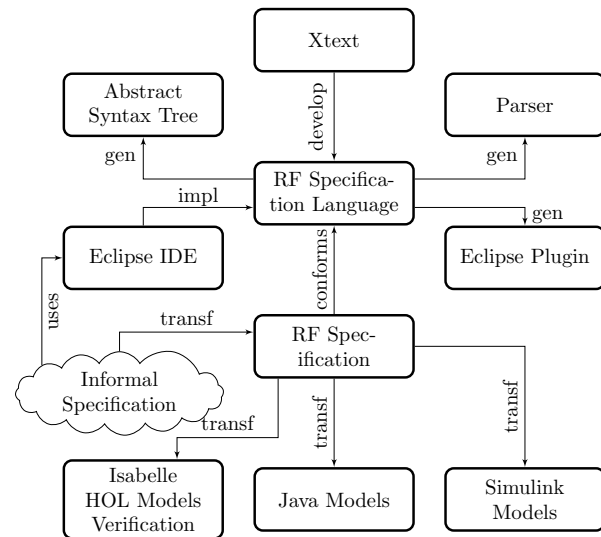 Xtext
Abstract
Syntax Tree
Parser
develop
gen
gen
RF Specifica-
tion Language
impl
gen
Eclipse IDE
Eclipse Plugin
uses
conforms
transf
RF Spec-
ification
Informal
Specification
transf
transf
transf
Isabelle
HOL Models
Verification
Java Models
Simulink
Models